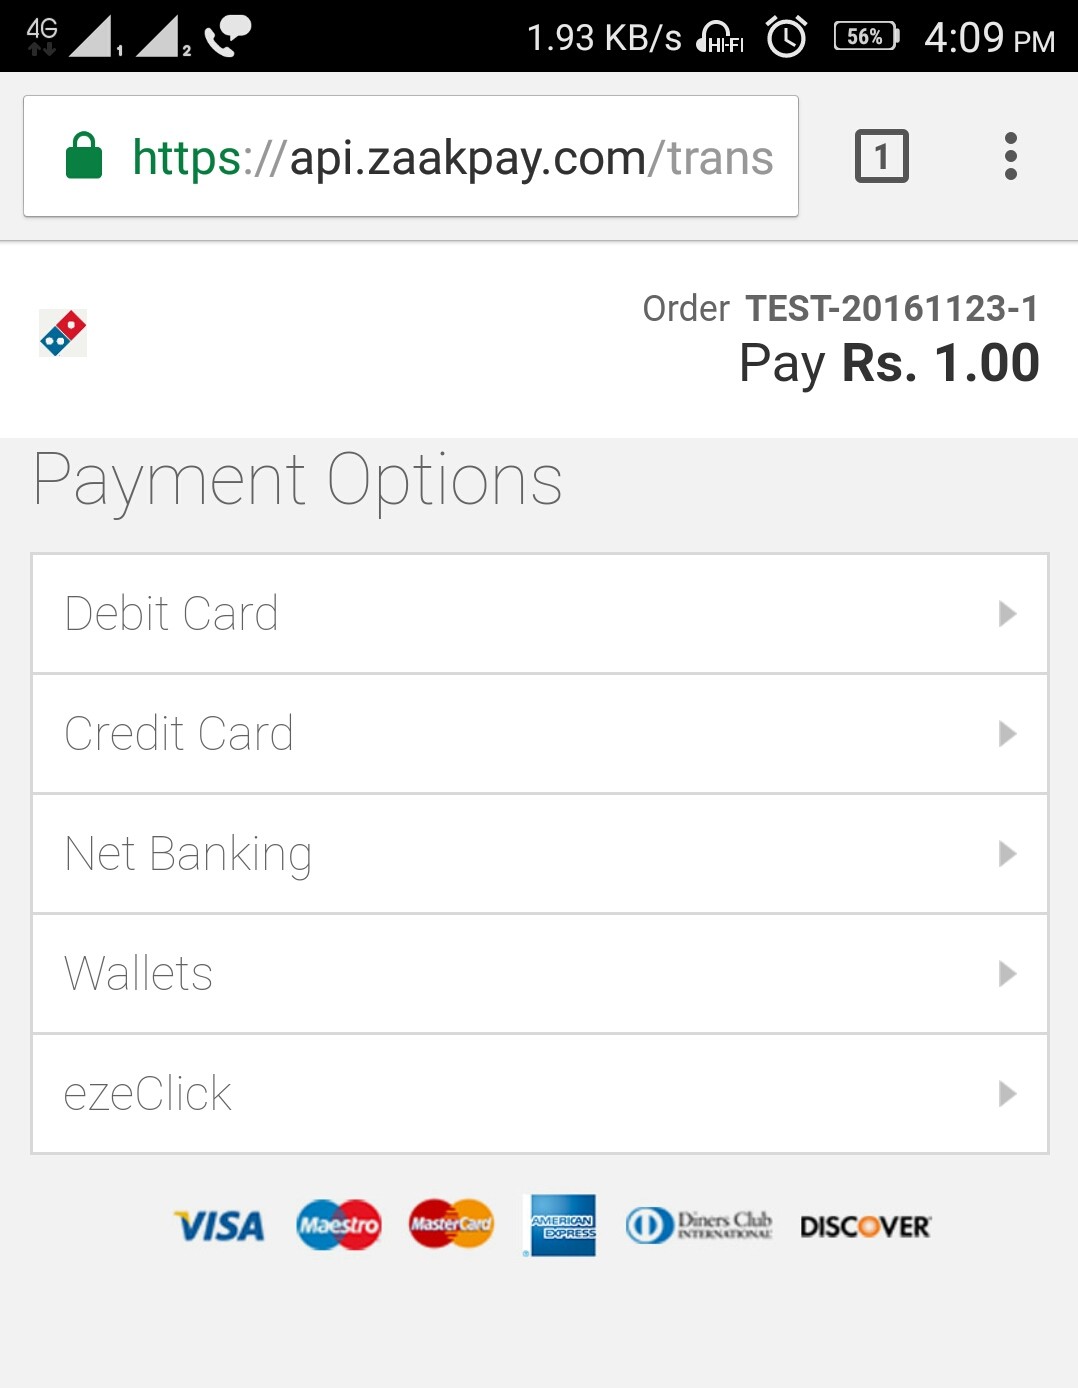 4G 1 2 1.93 KB/s HI-FI 56% 4:09 PM
https://api.zaakpay.com/trans 1
Order TEST-20161123-1
Pay Rs. 1.00
Payment Options
Debit Card
Credit Card
Net Banking
Wallets
ezeClick
VISA Maestro MasterCard AMERICAN EXPRESS Diners Club INTERNATIONAL DISCOVER